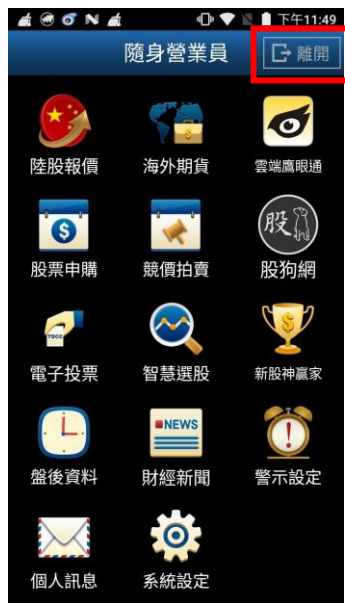 下午11:49
隨身營業員
離開
陸股報價
海外期貨
雲端鷹眼通
$
股
股票申購
競價拍賣
股狗網
TDCC
$
電子投票
智慧選股
新股神贏家
NEWS
盤後資料
財經新聞
警示設定
個人訊息
系統設定